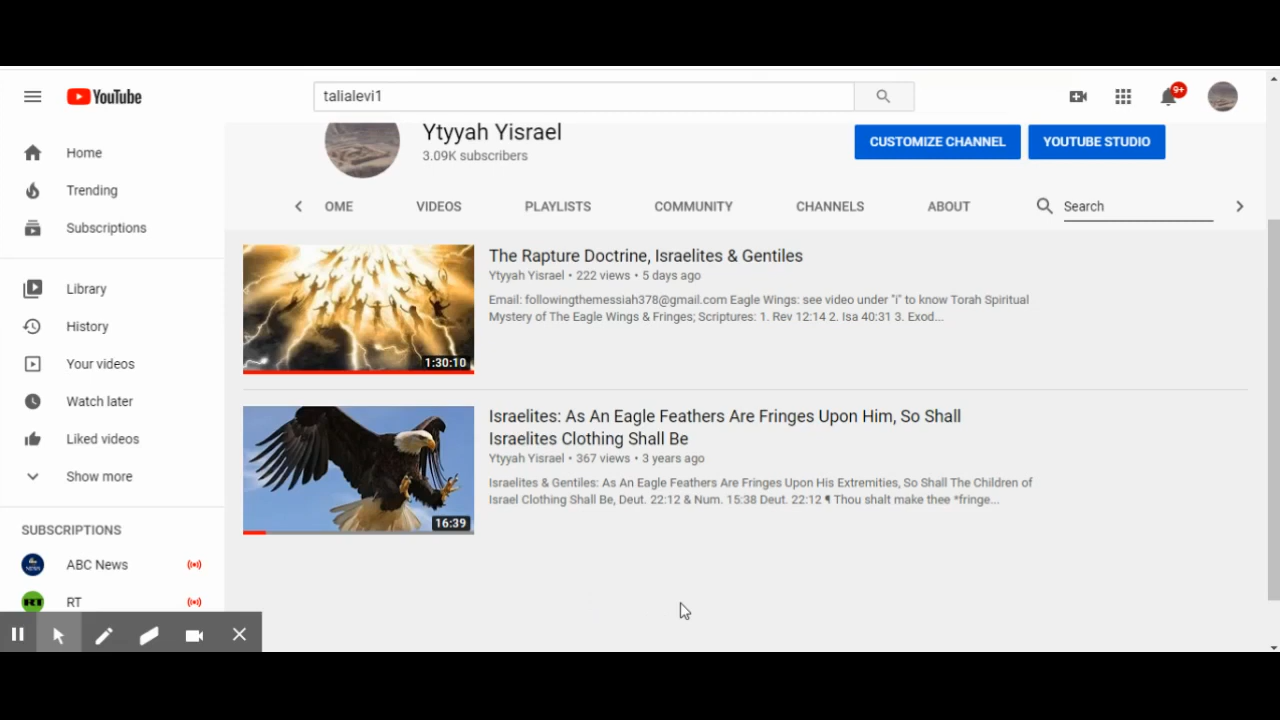 YouTube
talialevi1
9+
Home
Trending
Subscriptions
Library
History
Your videos
Watch later
Liked videos
Show more
SUBSCRIPTIONS
ABC News
RT
Ytyyah Yisrael
3.09K subscribers
CUSTOMIZE CHANNEL
YOUTUBE STUDIO
OME VIDEOS PLAYLISTS COMMUNITY CHANNELS ABOUT Search
1:30:10
The Rapture Doctrine, Israelites & Gentiles
Ytyyah Yisrael • 222 views • 5 days ago
Email: followingthemessiah378@gmail.com Eagle Wings: see video under "i" to know Torah Spiritual
Mystery of The Eagle Wings & Fringes; Scriptures: 1. Rev 12:14 2. Isa 40:31 3. Exod...
16:39
Israelites: As An Eagle Feathers Are Fringes Upon Him, So Shall
Israelites Clothing Shall Be
Ytyyah Yisrael • 367 views • 3 years ago
Israelites & Gentiles: As An Eagle Feathers Are Fringes Upon His Extremities, So Shall The Children of
Israel Clothing Shall Be, Deut. 22:12 & Num. 15:38 Deut. 22:12 ¶ Thou shalt make thee *fringe...